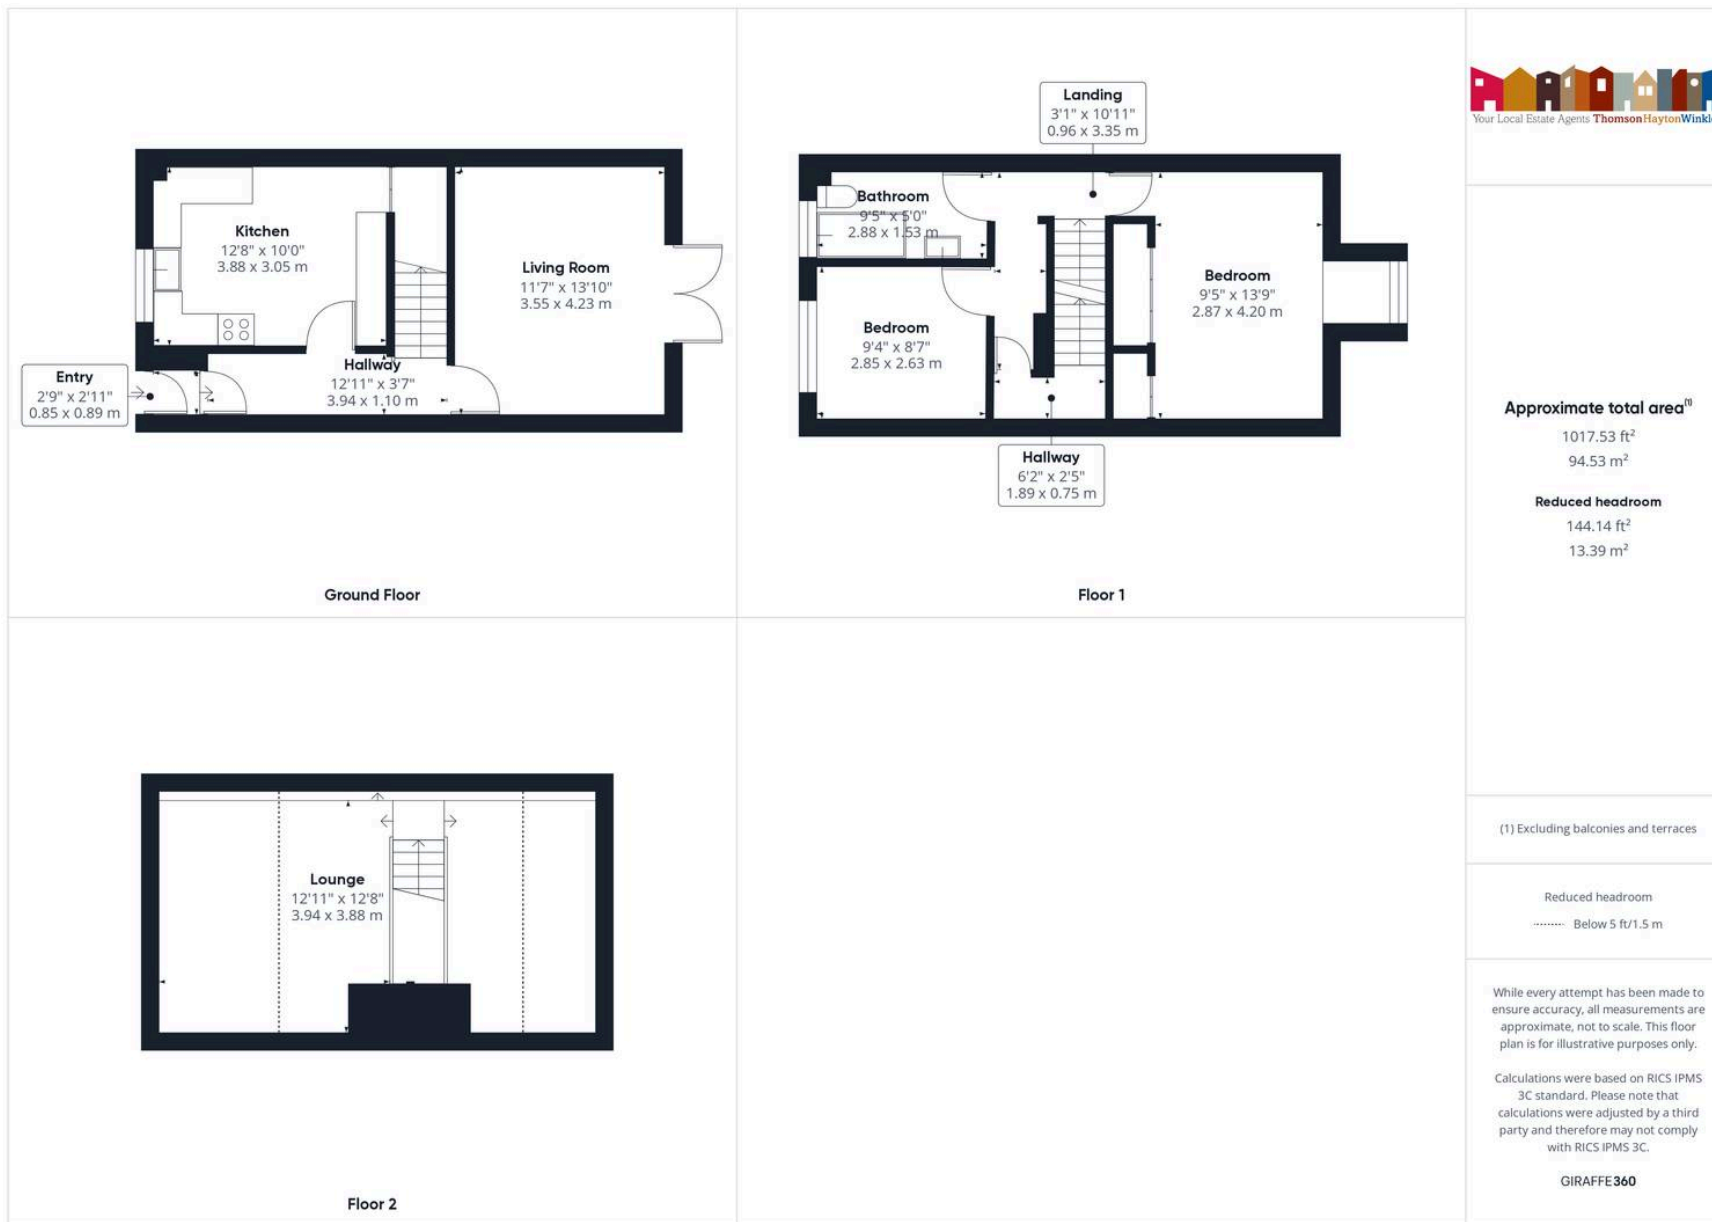 Kitchen
12'8" x 10'0"
3.88 x 3.05 m
Living Room
11'7" x 13'10"
3.55 x 4.23 m
Hallway
12'11" x 3'7"
3.94 x 1.10 m
Entry
2'9" x 2'11"
0.85 x 0.89 m
Ground Floor
Landing
3'1" x 10'11"
0.96 x 3.35 m
Bathroom
9'5" x 5'0"
2.88 x 1.53 m
Bedroom
9'5" x 13'9"
2.87 x 4.20 m
Bedroom
9'4" x 8'7"
2.85 x 2.63 m
Hallway
6'2" x 2'5"
1.89 x 0.75 m
Floor 1
Lounge
12'11" x 12'8"
3.94 x 3.88 m
Floor 2
Your Local Estate Agents ThomsonHaytonWinkl
Approximate total area(1)
1017.53 ft²
94.53 m²
Reduced headroom
144.14 ft²
13.39 m²
(1) Excluding balconies and terraces
Reduced headroom
Below 5 ft/1.5 m
While every attempt has been made to
ensure accuracy, all measurements are
approximate, not to scale. This floor
plan is for illustrative purposes only.
Calculations were based on RICS IPMS
3C standard. Please note that
calculations were adjusted by a third
party and therefore may not comply
with RICS IPMS 3C.
GIRAFFE360